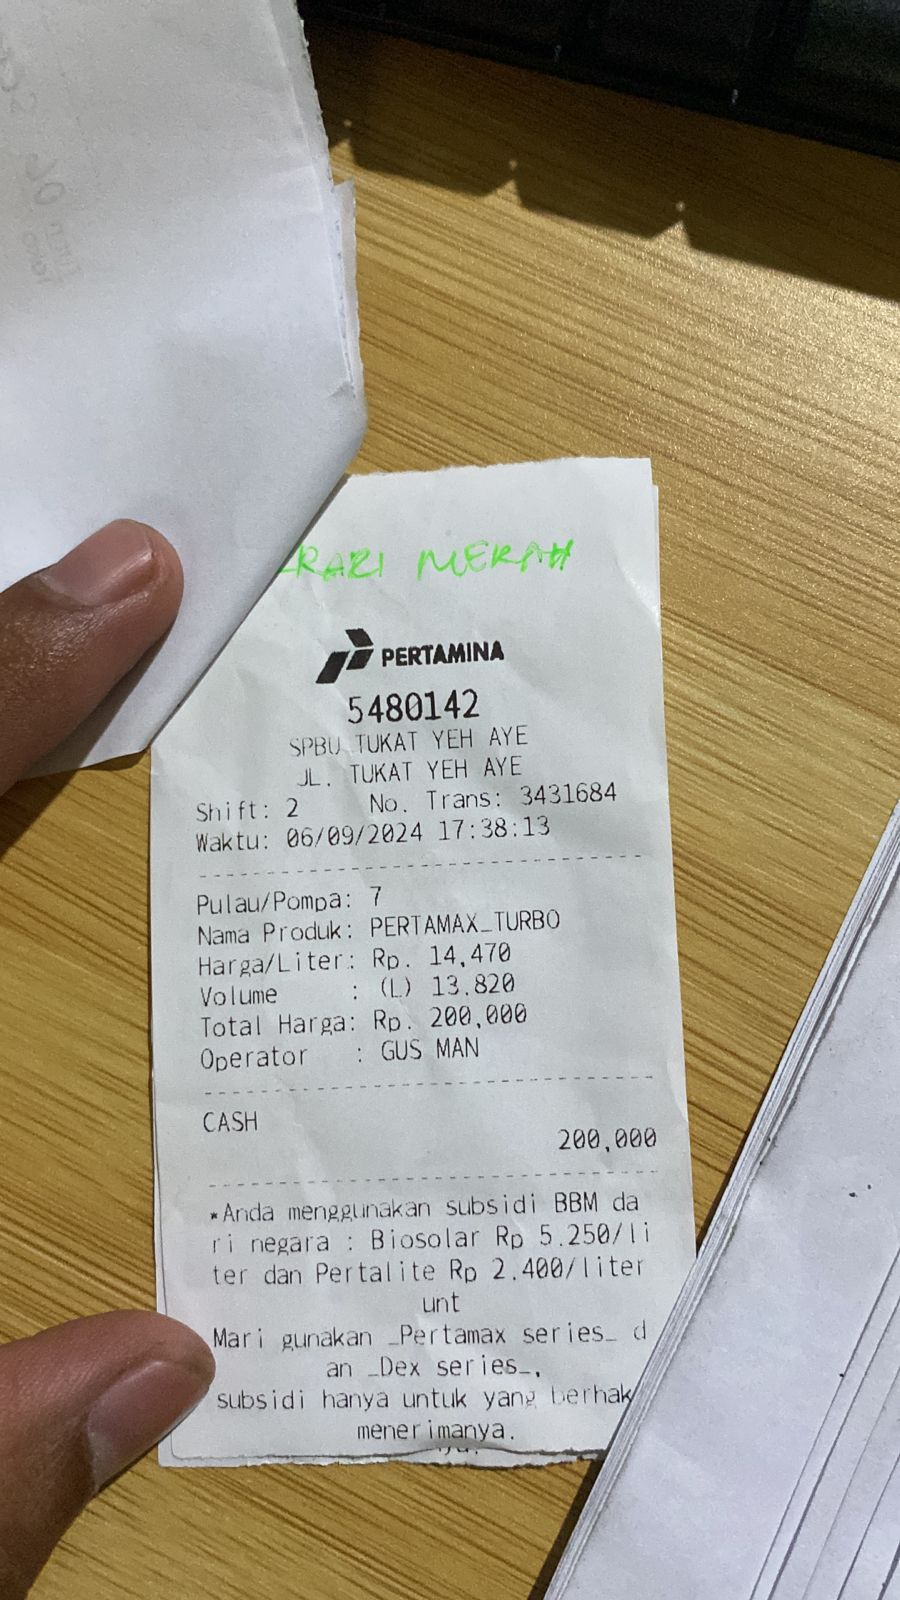 RARI MERAH
PERTAMINA
5480142
SPBU TUKAT YEH AYE
JL. TUKAT YEH AYE
Shift: 2 No. Trans: 3431684
Waktu: 06/09/2024 17:38:13
Pulau/Pompa: 7
Nama Produk: PERTAMAX_TURBO
Harga/Liter: Rp. 14,470
Volume : (L) 13.820
Total Harga: Rp. 200,000
Operator : GUS MAN
CASH
200,000
*Anda menggunakan subsidi BBM da
ri negara : Biosolar Rp 5.250/li
ter dan Pertalite Rp 2.400/liter
unt
Mari gunakan _Pertamax series_ d
an _Dex series_,
subsidi hanya untuk yang berhak
menerimanya.